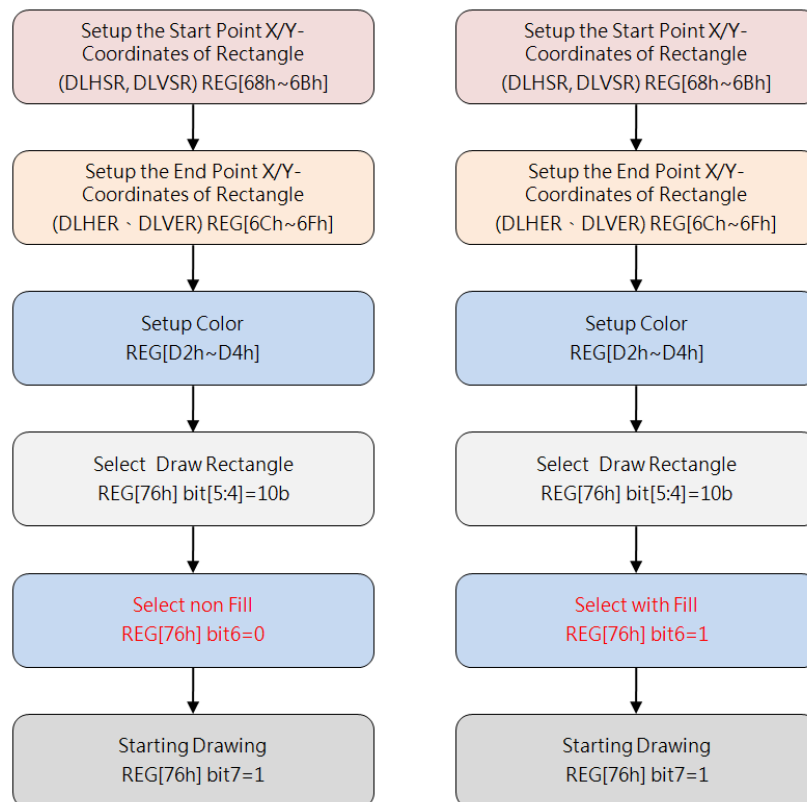 Setup the Start Point X/Y-
Coordinates of Rectangle
(DLHSR, DLVSR) REG[68h~6Bh]
Setup the End Point X/Y-
Coordinates of Rectangle
(DLHER、DLVER) REG[6Ch~6Fh]
Setup Color
REG[D2h~D4h]
Select Draw Rectangle
REG[76h] bit[5:4]=10b
Select non Fill
REG[76h] bit6=0
Starting Drawing
REG[76h] bit7=1
Setup the Start Point X/Y-
Coordinates of Rectangle
(DLHSR, DLVSR) REG[68h~6Bh]
Setup the End Point X/Y-
Coordinates of Rectangle
(DLHER、DLVER) REG[6Ch~6Fh]
Setup Color
REG[D2h~D4h]
Select Draw Rectangle
REG[76h] bit[5:4]=10b
Select with Fill
REG[76h] bit6=1
Starting Drawing
REG[76h] bit7=1